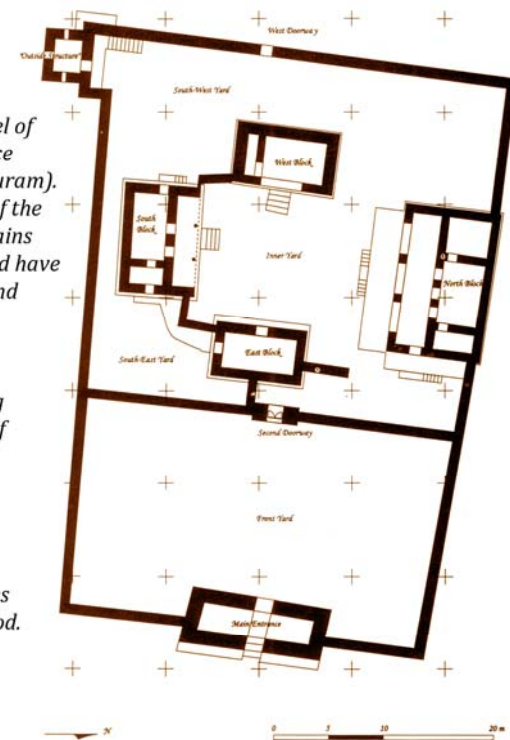 el of
ce
uram).
f the
ains
d have
nd
g
f
es
od.
West Doorway
"Outside Structure"
South-West Yard
West Block
South
Block
Inner Yard
North Block
South-East Yard
East Block
Second Doorway
Front Yard
Main Entrance
N
0 5 10 20 m